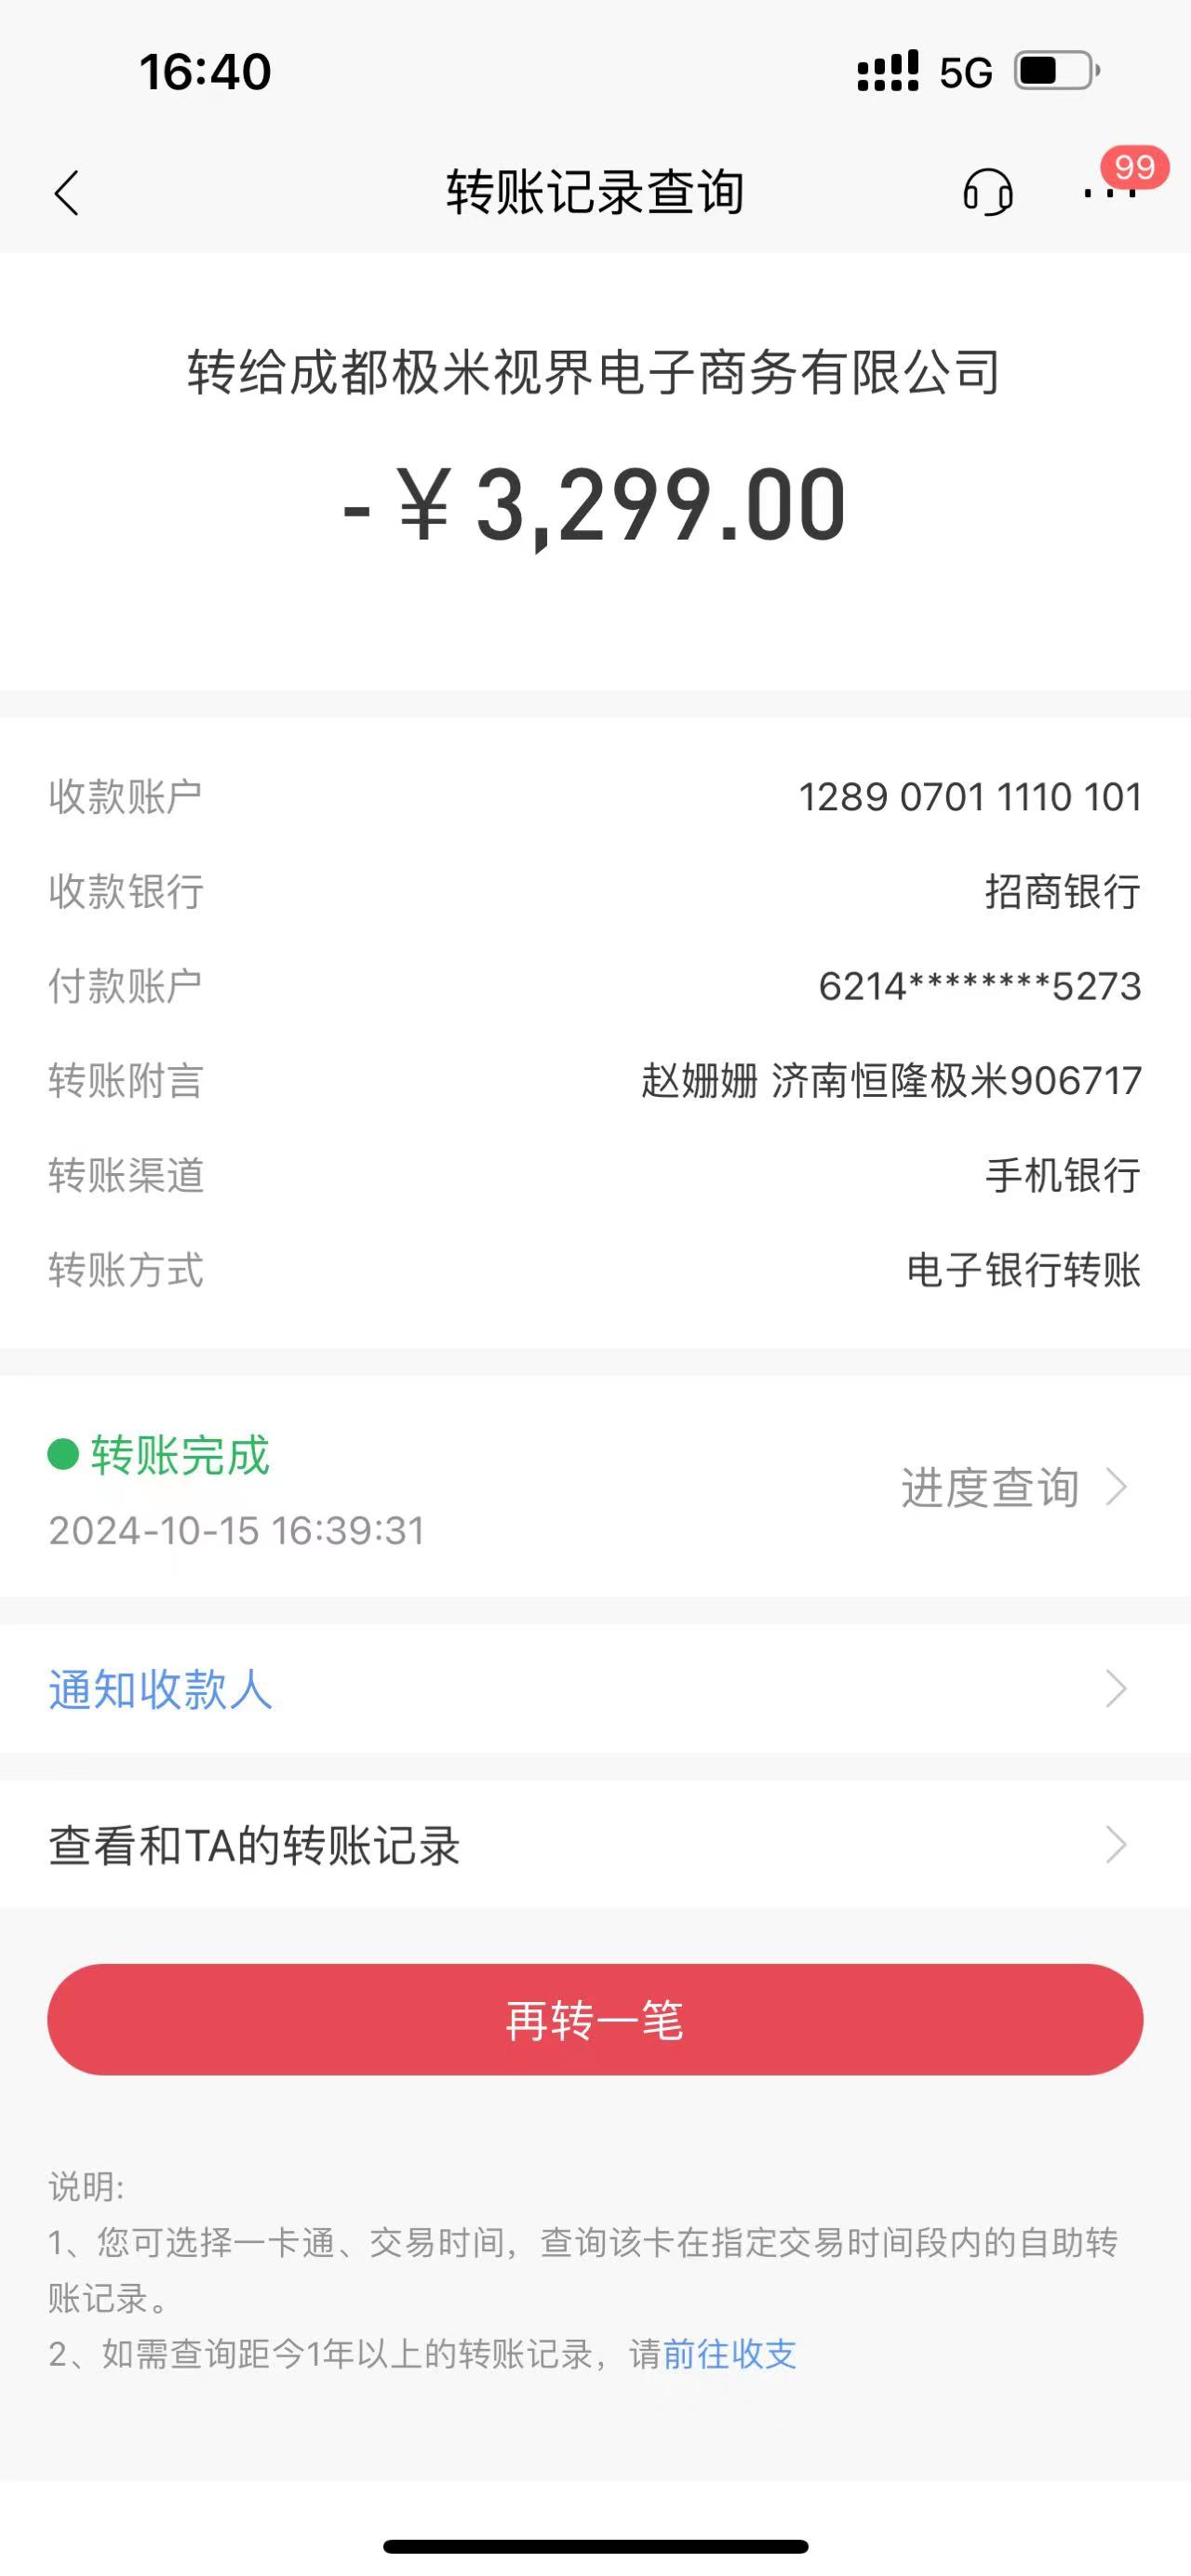 16:40
5G
转账记录查询
99
转给成都极米视界电子商务有限公司
-￥3,299.00
收款账户 1289 0701 1110 101
收款银行 招商银行
付款账户 6214********5273
转账附言 赵姗姗 济南恒隆极米906717
转账渠道 手机银行
转账方式 电子银行转账
转账完成
进度查询
2024-10-15 16:39:31
通知收款人
查看和TA的转账记录
再转一笔
说明:
1、您可选择一卡通、交易时间，查询该卡在指定交易时间段内的自助转
账记录。
2、如需查询距今1年以上的转账记录，请前往收支